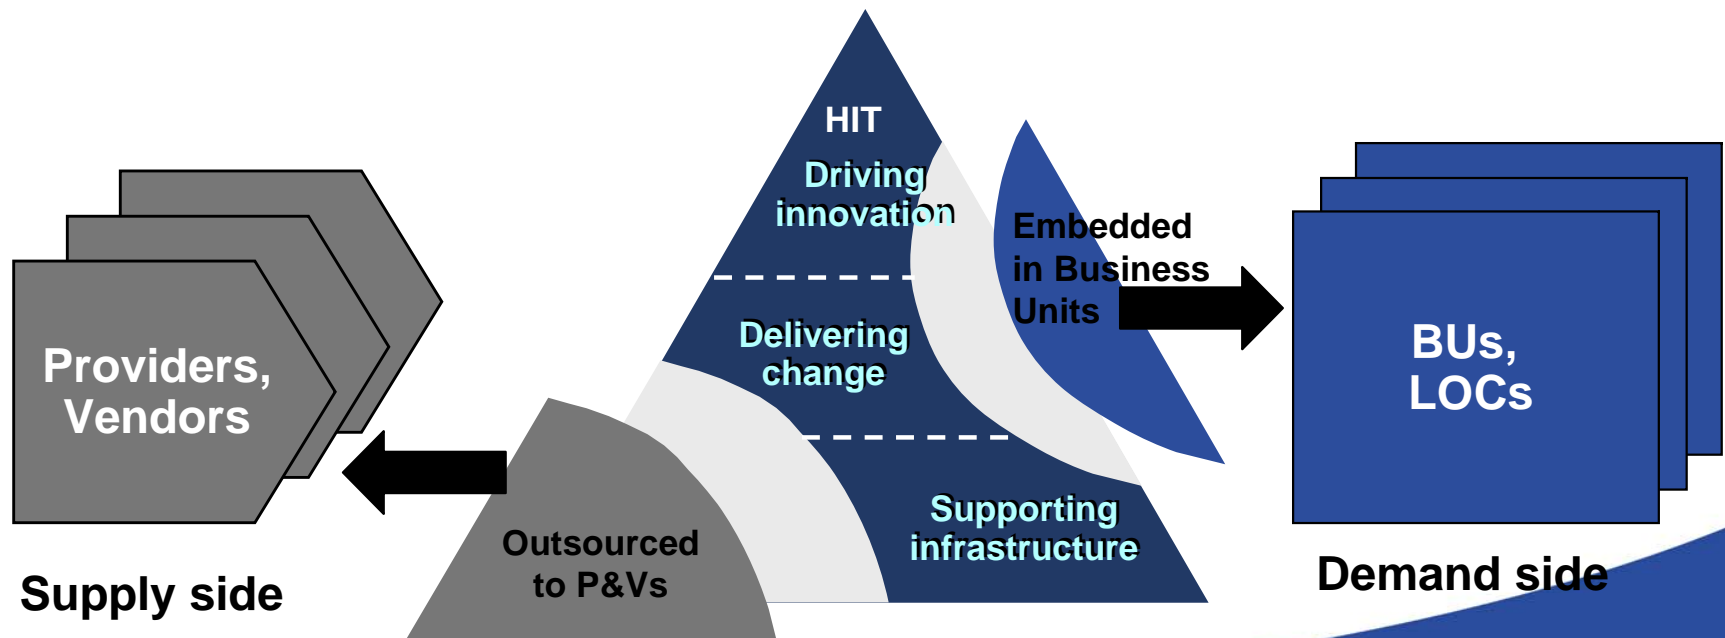 HIT
Driving
innovation
Delivering
change
Supporting
infrastructure
Embedded
in Business
Units
Outsourced
to P&Vs
Providers,
Vendors
Supply side
BUs,
LOCs
Demand side